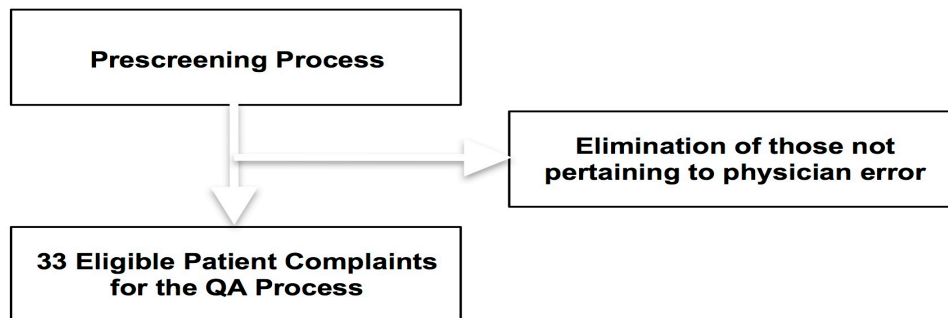 Prescreening Process
Elimination of those not
pertaining to physician error
33 Eligible Patient Complaints
for the QA Process